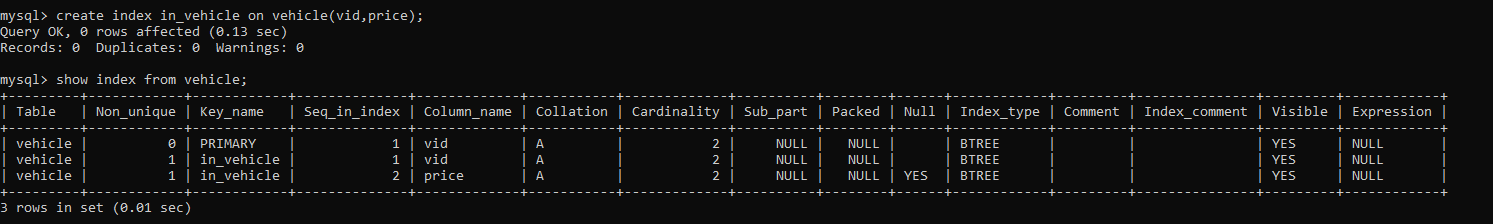 mysql> create index in_vehicle on vehicle(vid,price);
Query OK, 0 rows affected (0.13 sec)
Records: 0  Duplicates: 0  Warnings: 0
mysql> show index from vehicle;
+---------+------------+------------+--------------+-------------+-----------+-------------+----------+--------+------+------------+---------+---------------+---------+------------+
| Table   | Non_unique | Key_name   | Seq_in_index | Column_name | Collation | Cardinality | Sub_part | Packed | Null | Index_type | Comment | Index_comment | Visible | Expression |
+---------+------------+------------+--------------+-------------+-----------+-------------+----------+--------+------+------------+---------+---------------+---------+------------+
| vehicle |          0 | PRIMARY    |            1 | vid         | A         |           2 |     NULL |   NULL |      | BTREE      |         |               | YES     | NULL       |
| vehicle |          1 | in_vehicle |            1 | vid         | A         |           2 |     NULL |   NULL |      | BTREE      |         |               | YES     | NULL       |
| vehicle |          1 | in_vehicle |            2 | price       | A         |           2 |     NULL |   NULL | YES  | BTREE      |         |               | YES     | NULL       |
+---------+------------+------------+--------------+-------------+-----------+-------------+----------+--------+------+------------+---------+---------------+---------+------------+
3 rows in set (0.01 sec)